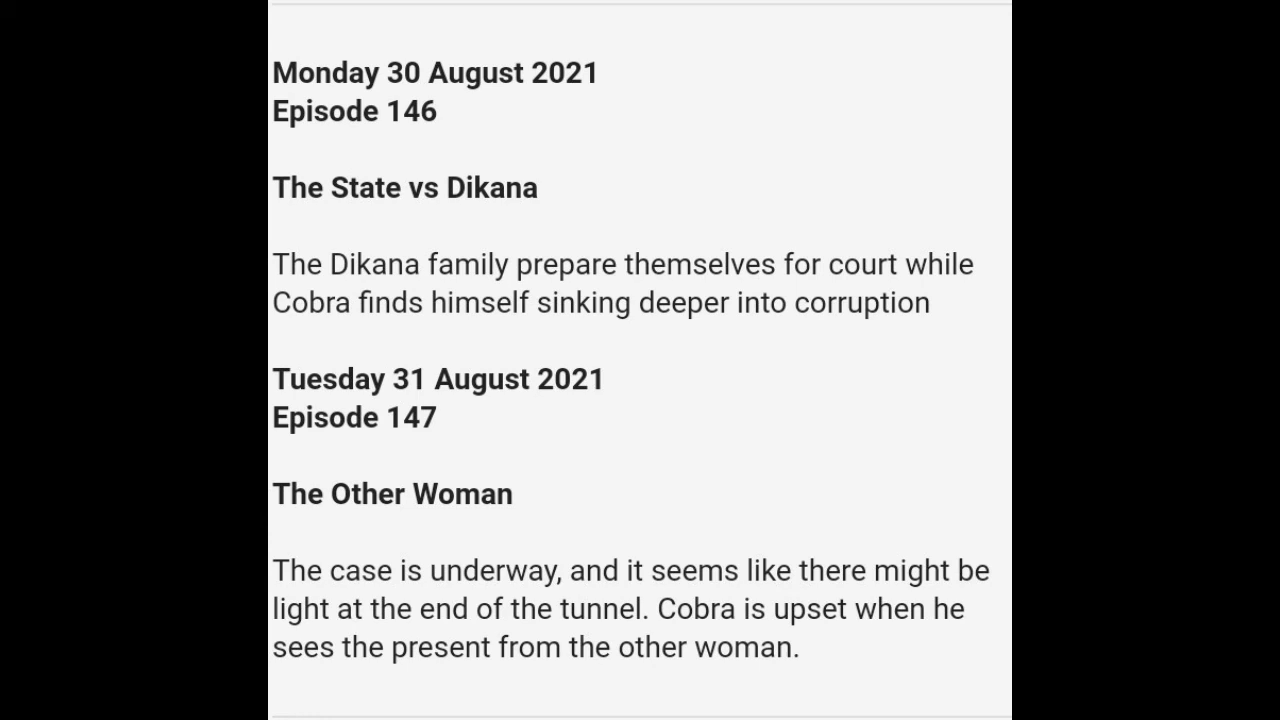 Monday 30 August 2021
Episode 146
The State vs Dikana
The Dikana family prepare themselves for court while
Cobra finds himself sinking deeper into corruption
Tuesday 31 August 2021
Episode 147
The Other Woman
The case is underway, and it seems like there might be
light at the end of the tunnel. Cobra is upset when he
sees the present from the other woman.